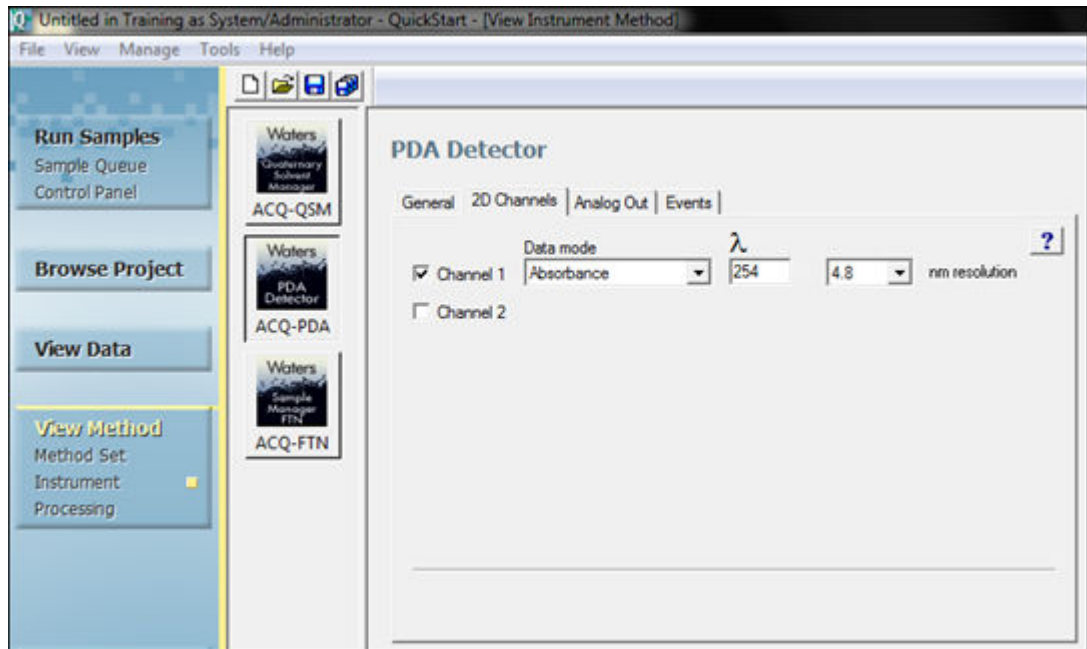 Untitled in Training as System/Administrator - QuickStart - [View Instrument Method]
File View Manage Tools Help
Run Samples
Sample Queue
Control Panel
Browse Project
View Data
View Method
Method Set
Instrument
Processing
Waters
Quaternary
Solvent
Manager
ACQ-QSM
Waters
PDA
Detector
ACQ-PDA
Waters
Sample
Manager
FTN
ACQ-FTN
PDA Detector
General 2D Channels Analog Out Events
?
Data mode λ
Channel 1 Absorbance 254 4.8 nm resolution
Channel 2